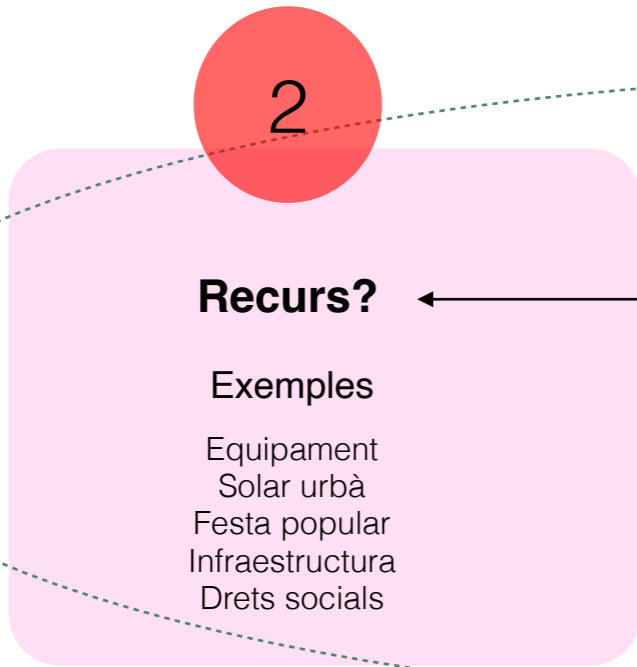 2
Recurs?
Exemples
Equipament
Solar urbà
Festa popular
Infraestructura
Drets socials